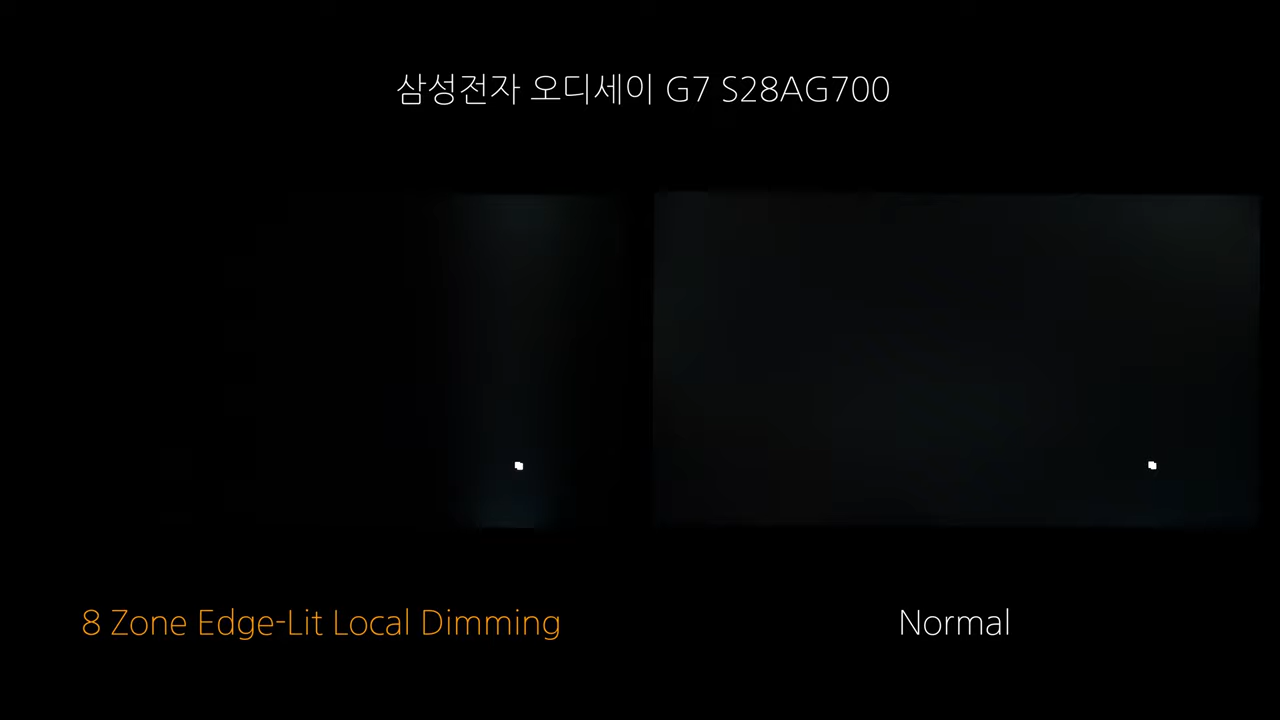 삼성전자 오디세이 G7 S28AG700
8 Zone Edge-Lit Local Dimming
Normal